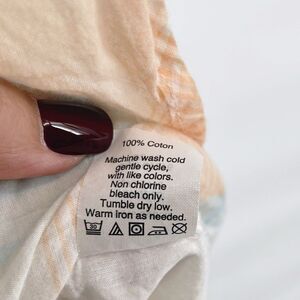 100% Coton
Machine wash cold
gentle cycle,
with like colors.
Non chlorine
bleach only.
Tumble dry low.
Warm iron as needed.
30